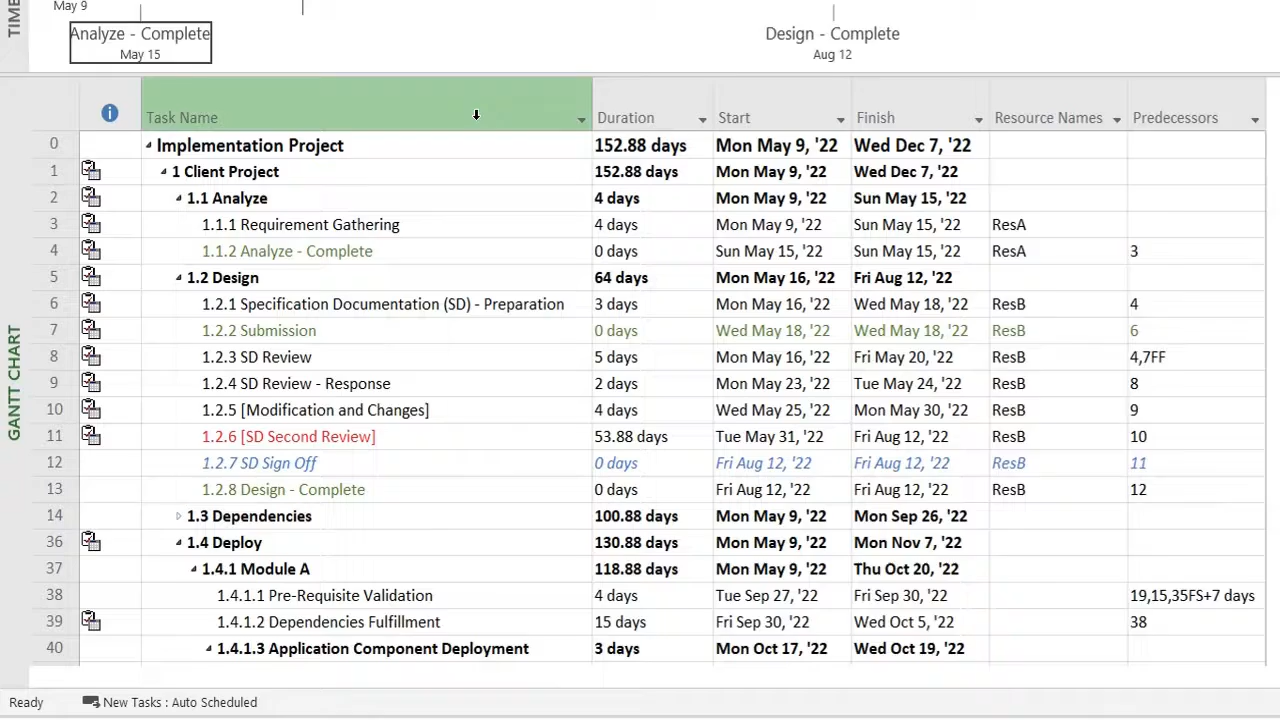 May 9
TIME
Analyze - Complete
May 15
Design - Complete
Aug 12
Task Name Duration Start Finish Resource Names Predecessors
0 Implementation Project 152.88 days Mon May 9, '22 Wed Dec 7, '22
1 1 Client Project 152.88 days Mon May 9, '22 Wed Dec 7, '22
2 1.1 Analyze 4 days Mon May 9, '22 Sun May 15, '22
3 1.1.1 Requirement Gathering 4 days Mon May 9, '22 Sun May 15, '22 ResA
4 1.1.2 Analyze - Complete 0 days Sun May 15, '22 Sun May 15, '22 ResA 3
5 1.2 Design 64 days Mon May 16, '22 Fri Aug 12, '22
6 1.2.1 Specification Documentation (SD) - Preparation 3 days Mon May 16, '22 Wed May 18, '22 ResB 4
7 1.2.2 Submission 0 days Wed May 18, '22 Wed May 18, '22 ResB 6
8 1.2.3 SD Review 5 days Mon May 16, '22 Fri May 20, '22 ResB 4,7FF
9 1.2.4 SD Review - Response 2 days Mon May 23, '22 Tue May 24, '22 ResB 8
10 1.2.5 [Modification and Changes] 4 days Wed May 25, '22 Mon May 30, '22 ResB 9
11 1.2.6 [SD Second Review] 53.88 days Tue May 31, '22 Fri Aug 12, '22 ResB 10
12 1.2.7 SD Sign Off 0 days Fri Aug 12, '22 Fri Aug 12, '22 ResB 11
13 1.2.8 Design - Complete 0 days Fri Aug 12, '22 Fri Aug 12, '22 ResB 12
14 1.3 Dependencies 100.88 days Mon May 9, '22 Mon Sep 26, '22
36 1.4 Deploy 130.88 days Mon May 9, '22 Mon Nov 7, '22
37 1.4.1 Module A 118.88 days Mon May 9, '22 Thu Oct 20, '22
38 1.4.1.1 Pre-Requisite Validation 4 days Tue Sep 27, '22 Fri Sep 30, '22 19,15,35FS+7 days
39 1.4.1.2 Dependencies Fulfillment 15 days Fri Sep 30, '22 Wed Oct 5, '22 38
40 1.4.1.3 Application Component Deployment 3 days Mon Oct 17, '22 Wed Oct 19, '22
GANTT CHART
Ready New Tasks : Auto Scheduled